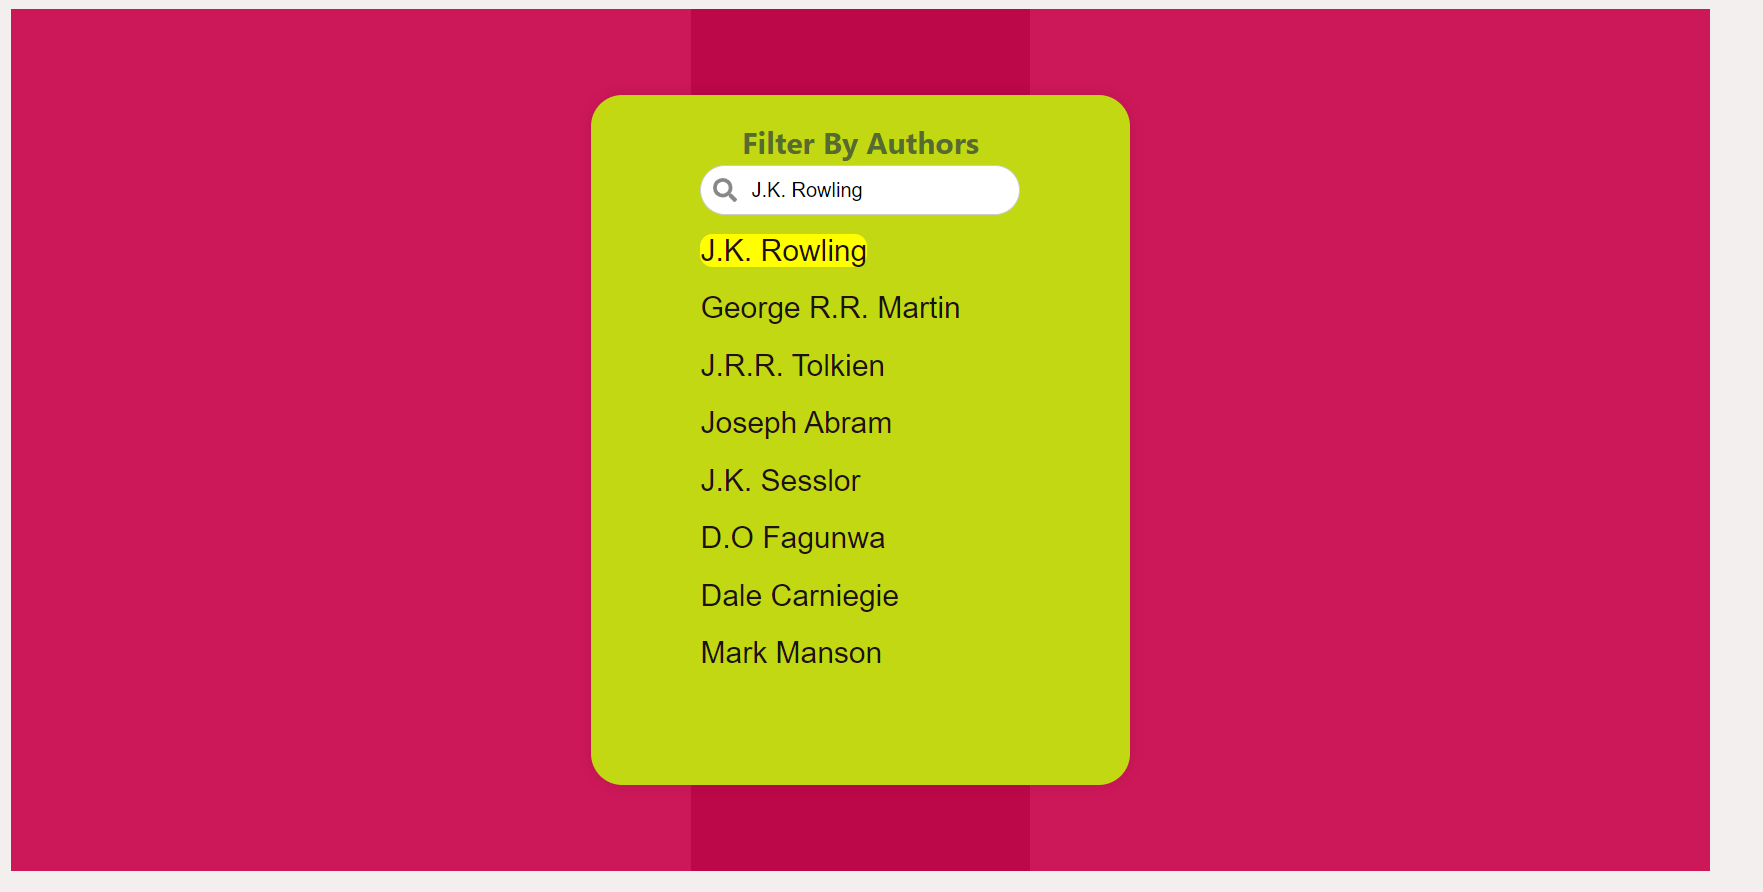 Filter By Authors
J.K. Rowling
J.K. Rowling
George R.R. Martin
J.R.R. Tolkien
Joseph Abram
J.K. Sesslor
D.O Fagunwa
Dale Carniegie
Mark Manson